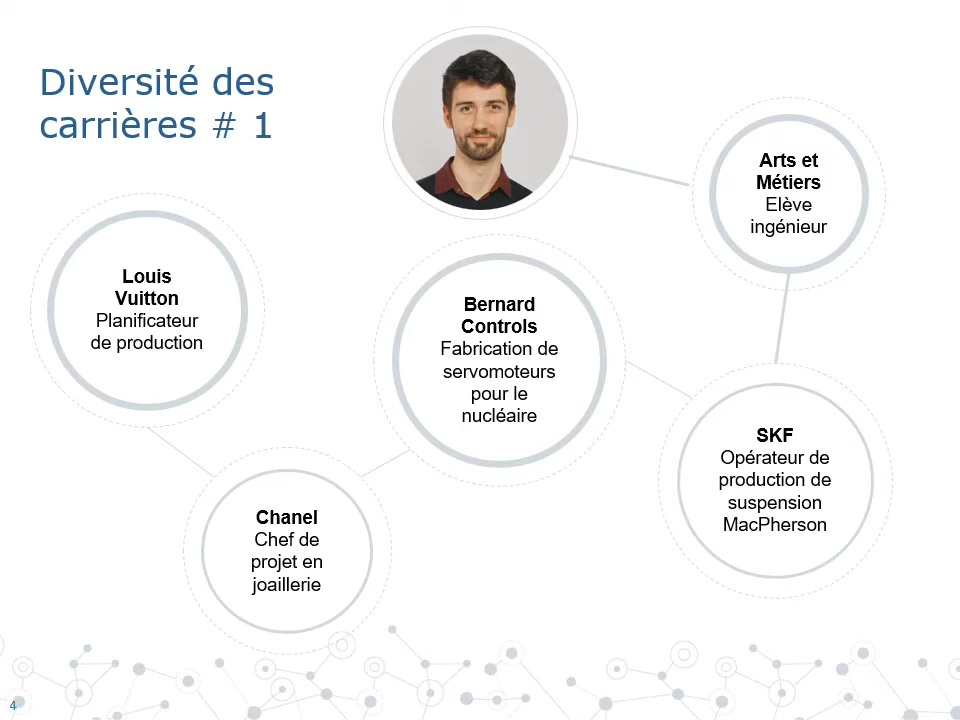 Diversité des
carrières # 1
Arts et
Métiers
Elève
ingénieur
Louis
Vuitton
Planificateur
de production
Bernard
Controls
Fabrication de
servomoteurs
pour le
nucléaire
SKF
Opérateur de
production de
suspension
MacPherson
Chanel
Chef de
projet en
joaillerie
4